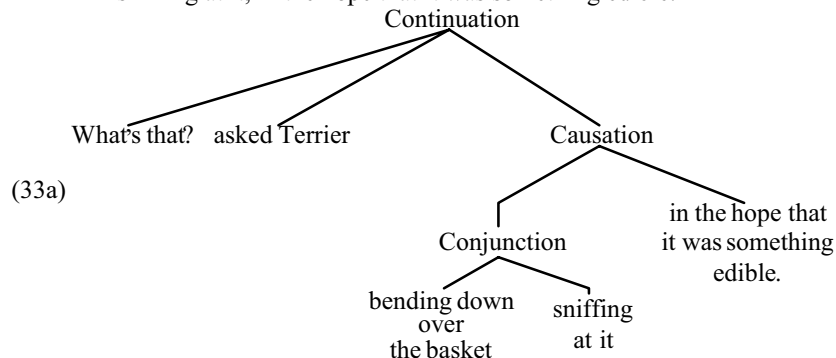 Continuation
What's that? asked Terrier Causation
(33a)
in the hope that
it was something
edible.
Conjunction
bending down
over
the basket
sniffing
at it